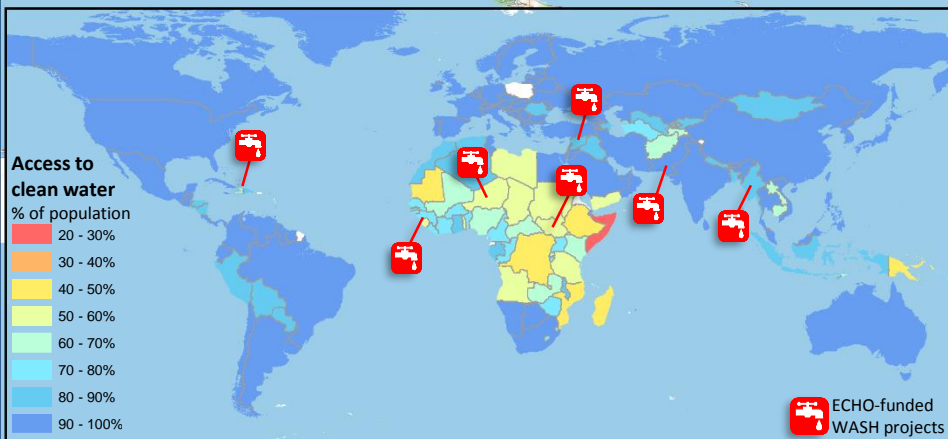 Access to
clean water
% of population
20 - 30%
30 - 40%
40 - 50%
50 - 60%
60 - 70%
70 - 80%
80 - 90%
90 - 100%
ECHO-funded
WASH projects